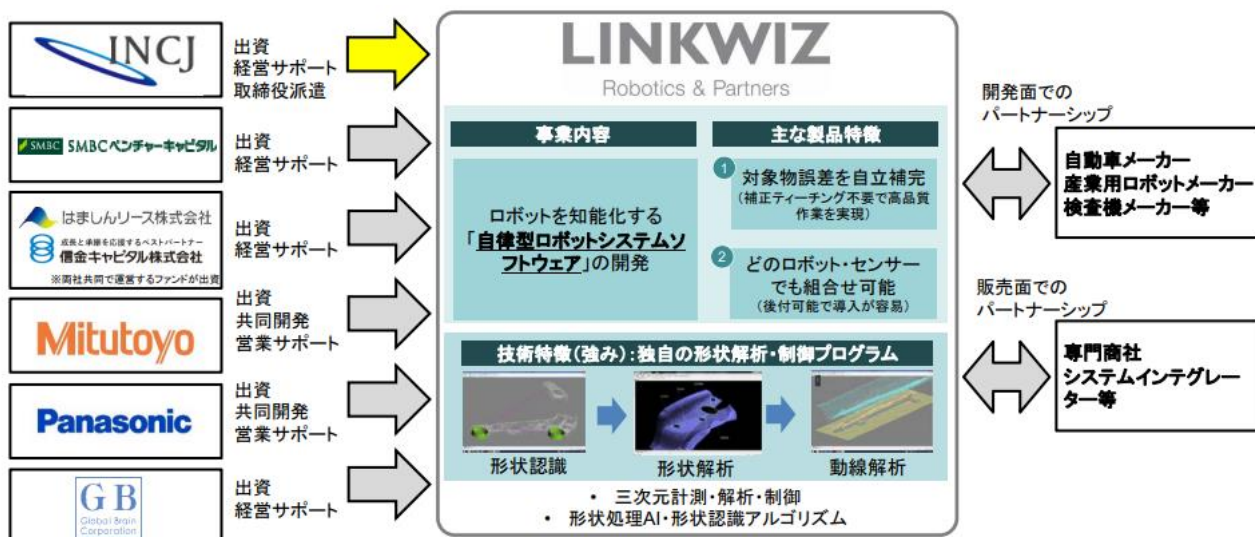 INCJ
出資
経営サポート
取締役派遣
SMBC SMBCベンチャーキャピタル
出資
経営サポート
はましんリース株式会社
成長と承継を応援するベストパートナー
信金キャピタル株式会社
※両社共同で運営するファンドが出資
出資
経営サポート
Mitutoyo
出資
共同開発
営業サポート
Panasonic
出資
共同開発
営業サポート
GB
Global Brain
Corporation
出資
経営サポート
LINKWIZ
Robotics & Partners
事業内容
ロボットを知能化する
「自律型ロボットシステムソ
フトウェア」の開発
主な製品特徴
1 対象物誤差を自立補完
(補正ティーチング不要で高品質
作業を実現)
2 どのロボット・センサー
でも組合せ可能
(後付可能で導入が容易)
技術特徴(強み):独自の形状解析・制御プログラム
形状認識
形状解析
動線解析
・ 三次元計測・解析・制御
・ 形状処理AI・形状認識アルゴリズム
開発面での
パートナーシップ
自動車メーカー
産業用ロボットメーカー
検査機メーカー等
販売面での
パートナーシップ
専門商社
システムインテグレー
ター等